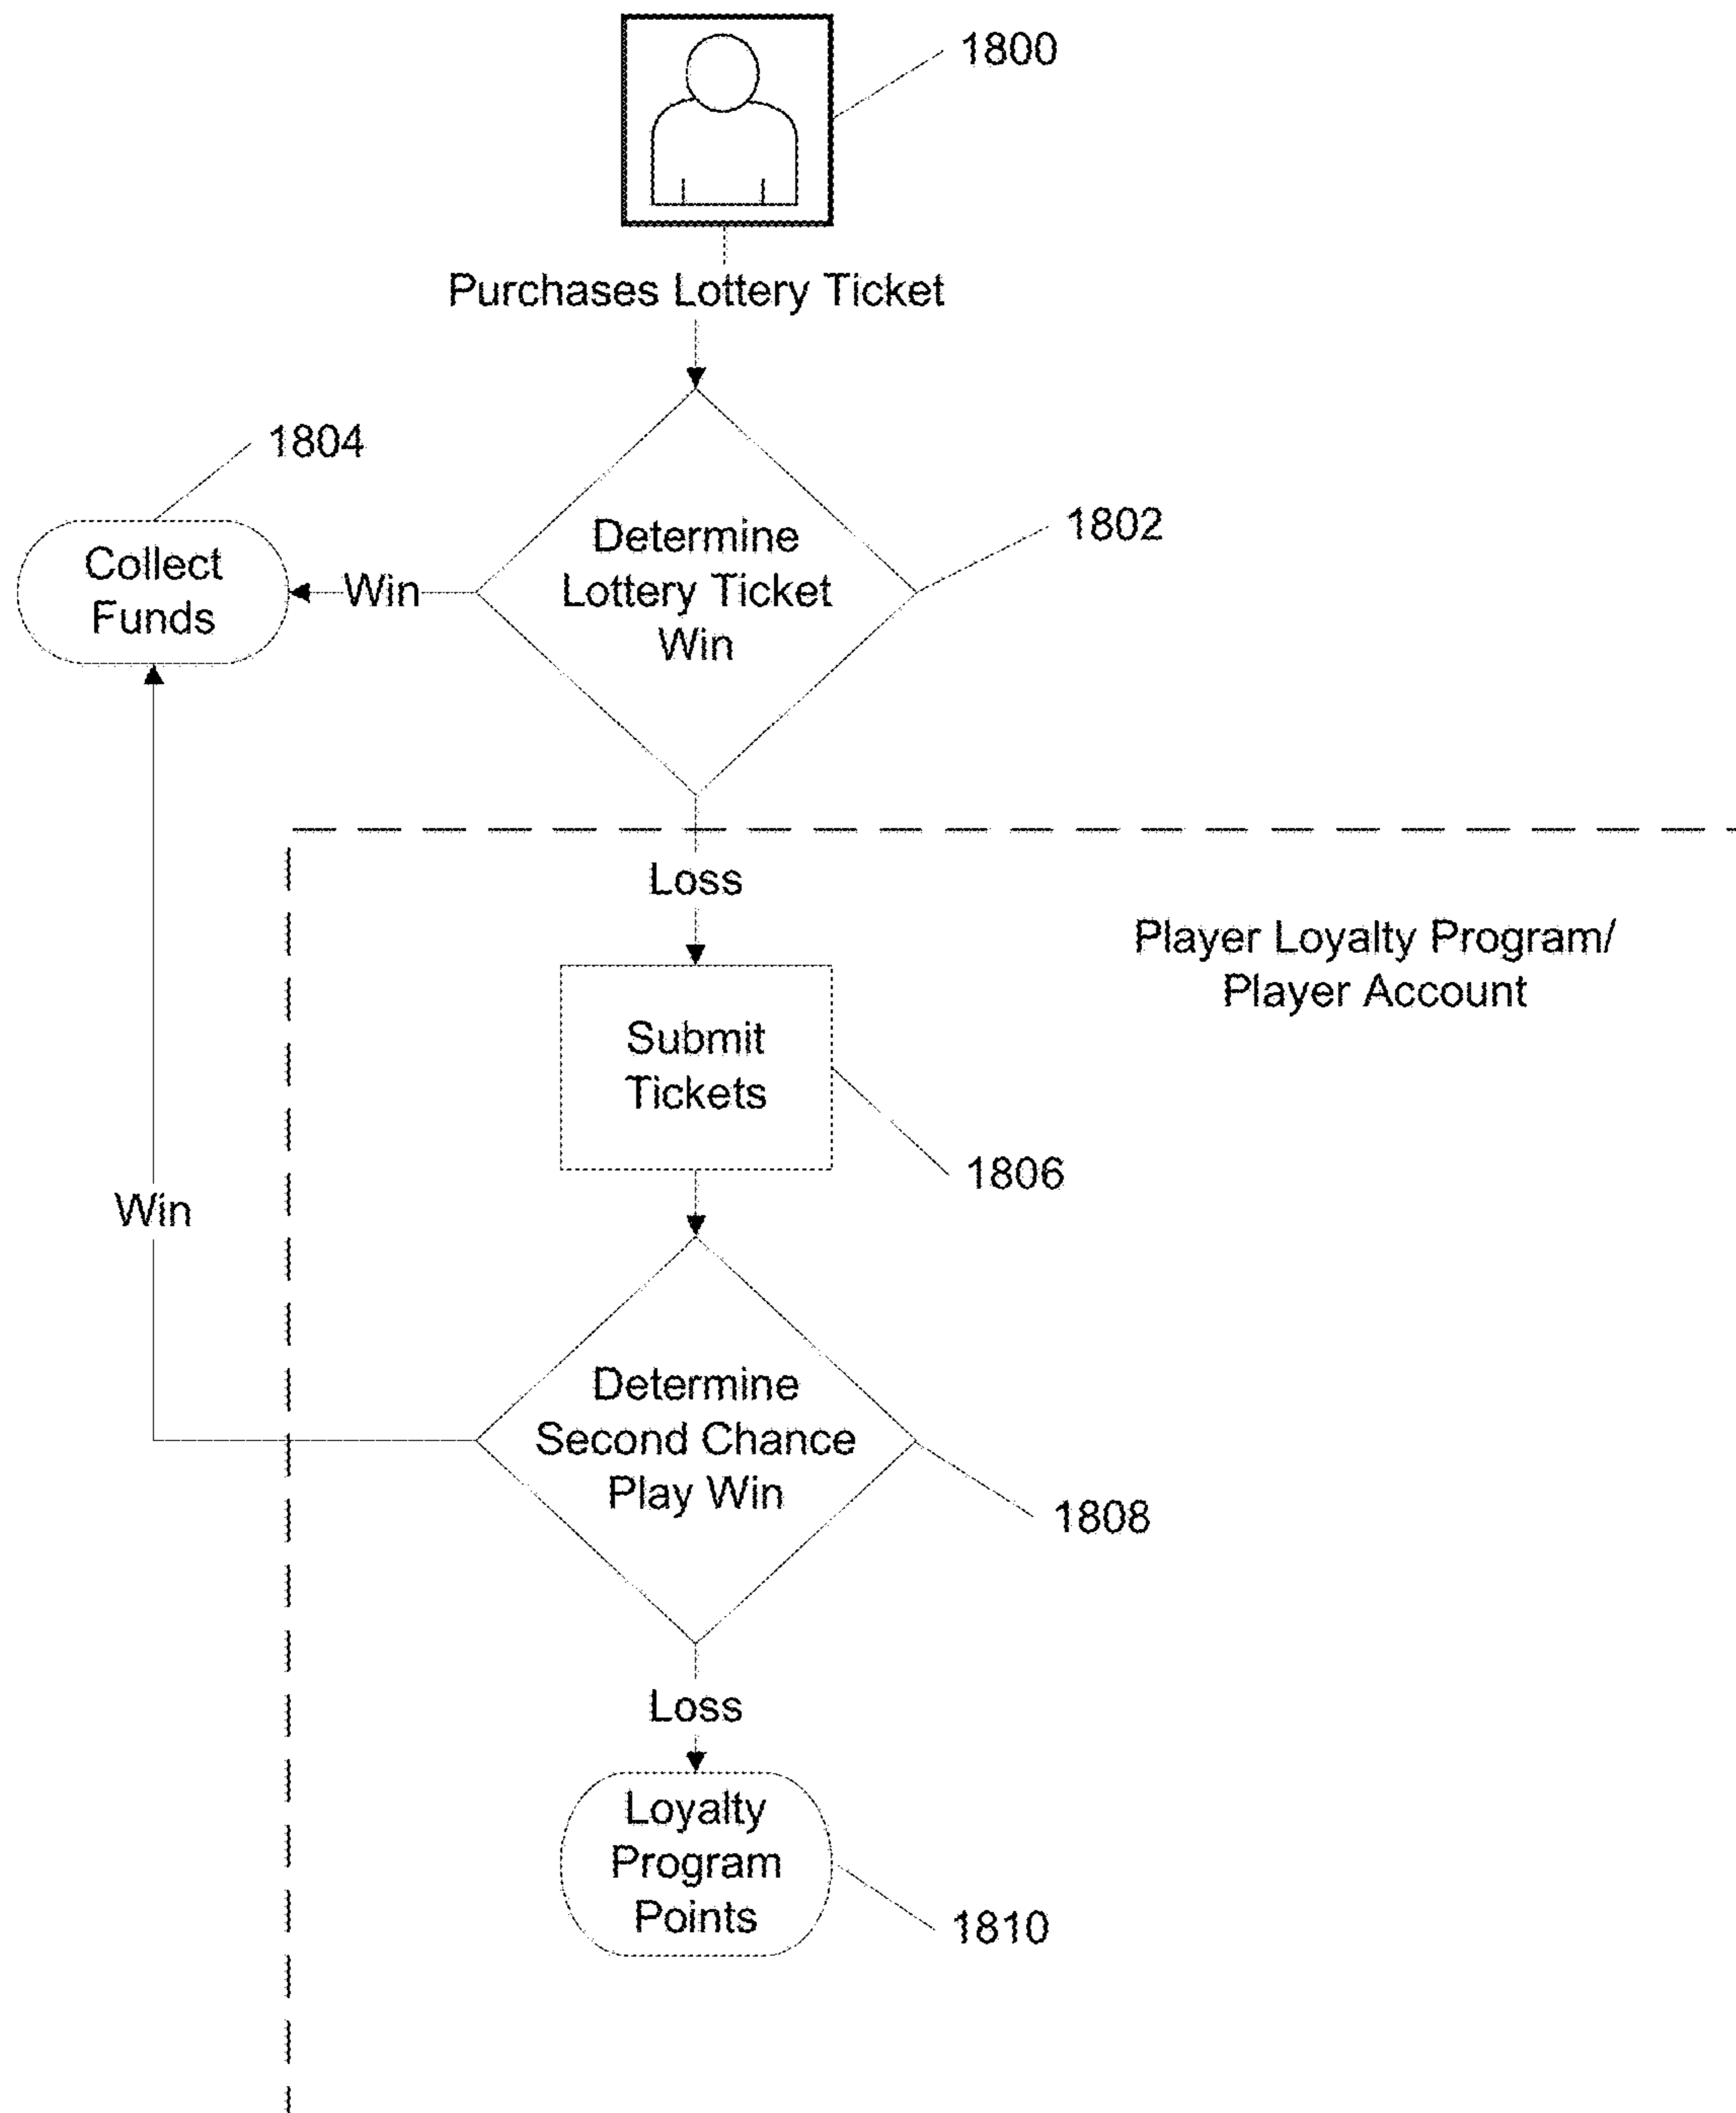 1800
Purchases Lottery Ticket
1804
Collect
Funds
Win
Determine
Lottery Ticket
Win
1802
Loss
Player Loyalty Program/
Player Account
Submit
Tickets
1806
Win
Determine
Second Chance
Play Win
1808
Loss
Loyalty
Program
Points
1810